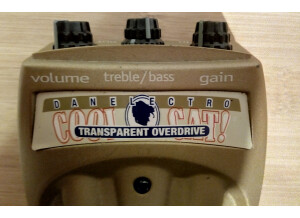 volume treble/bass gain
DANELECTRO
COOL CAT!
TRANSPARENT OVERDRIVE